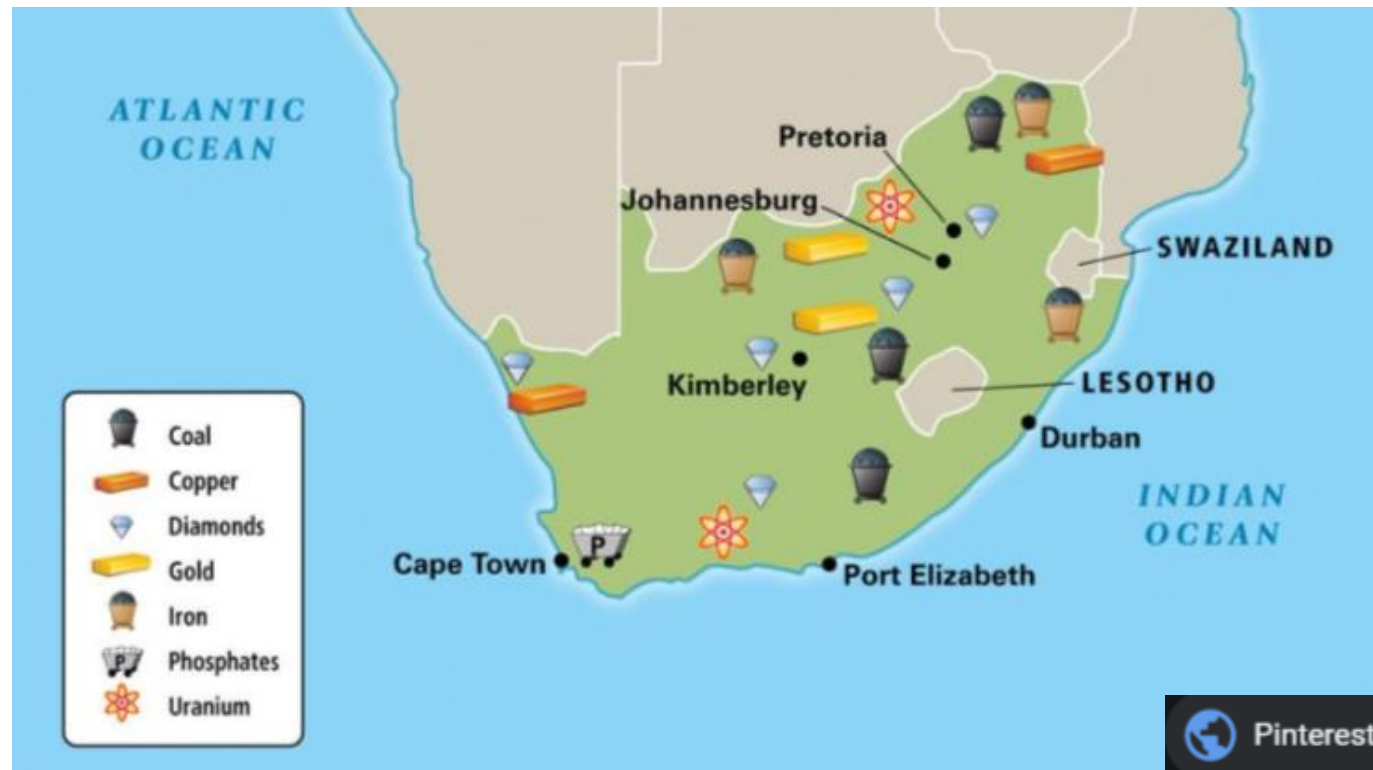 ATLANTIC
OCEAN
Pretoria
Johannesburg
SWAZILAND
Kimberley
LESOTHO
Durban
INDIAN
OCEAN
Cape Town
P
Port Elizabeth
Coal
Copper
Diamonds
Gold
Iron
P
Phosphates
Uranium
Pinterest